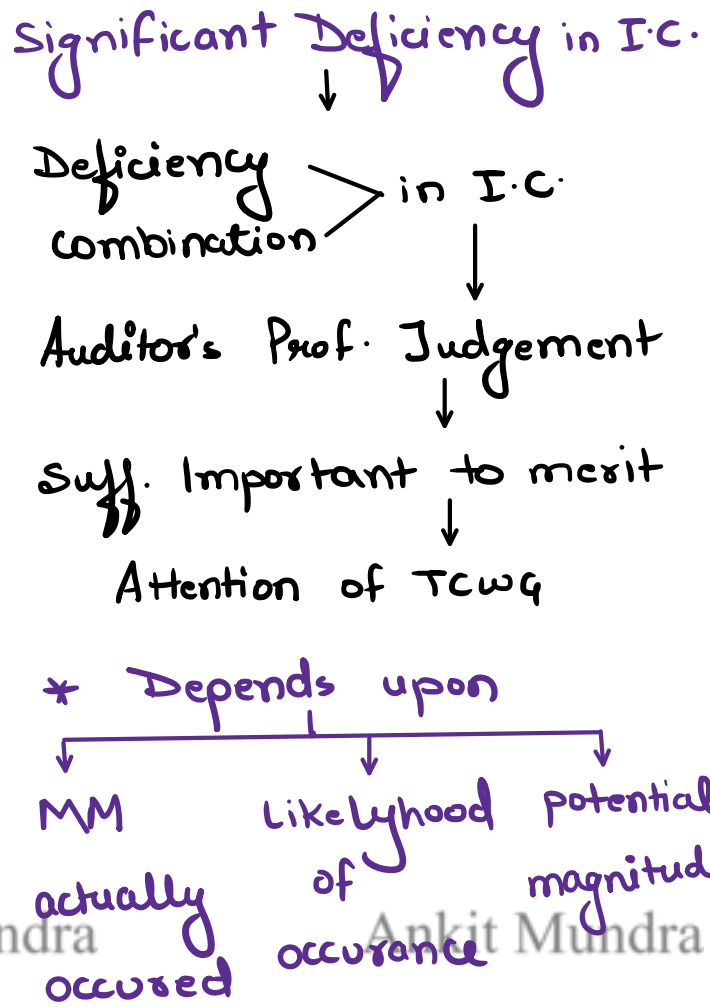 Significant Deficiency in I.C.
Deficiency
combination
in I.C.
Auditor's Prof. Judgement
Suff. Important to merit
Attention of TCWG
* Depends upon
MM
actually
occured
Likelyhood
of
occurance
potential
magnitud
ndra
Ankit Mundra